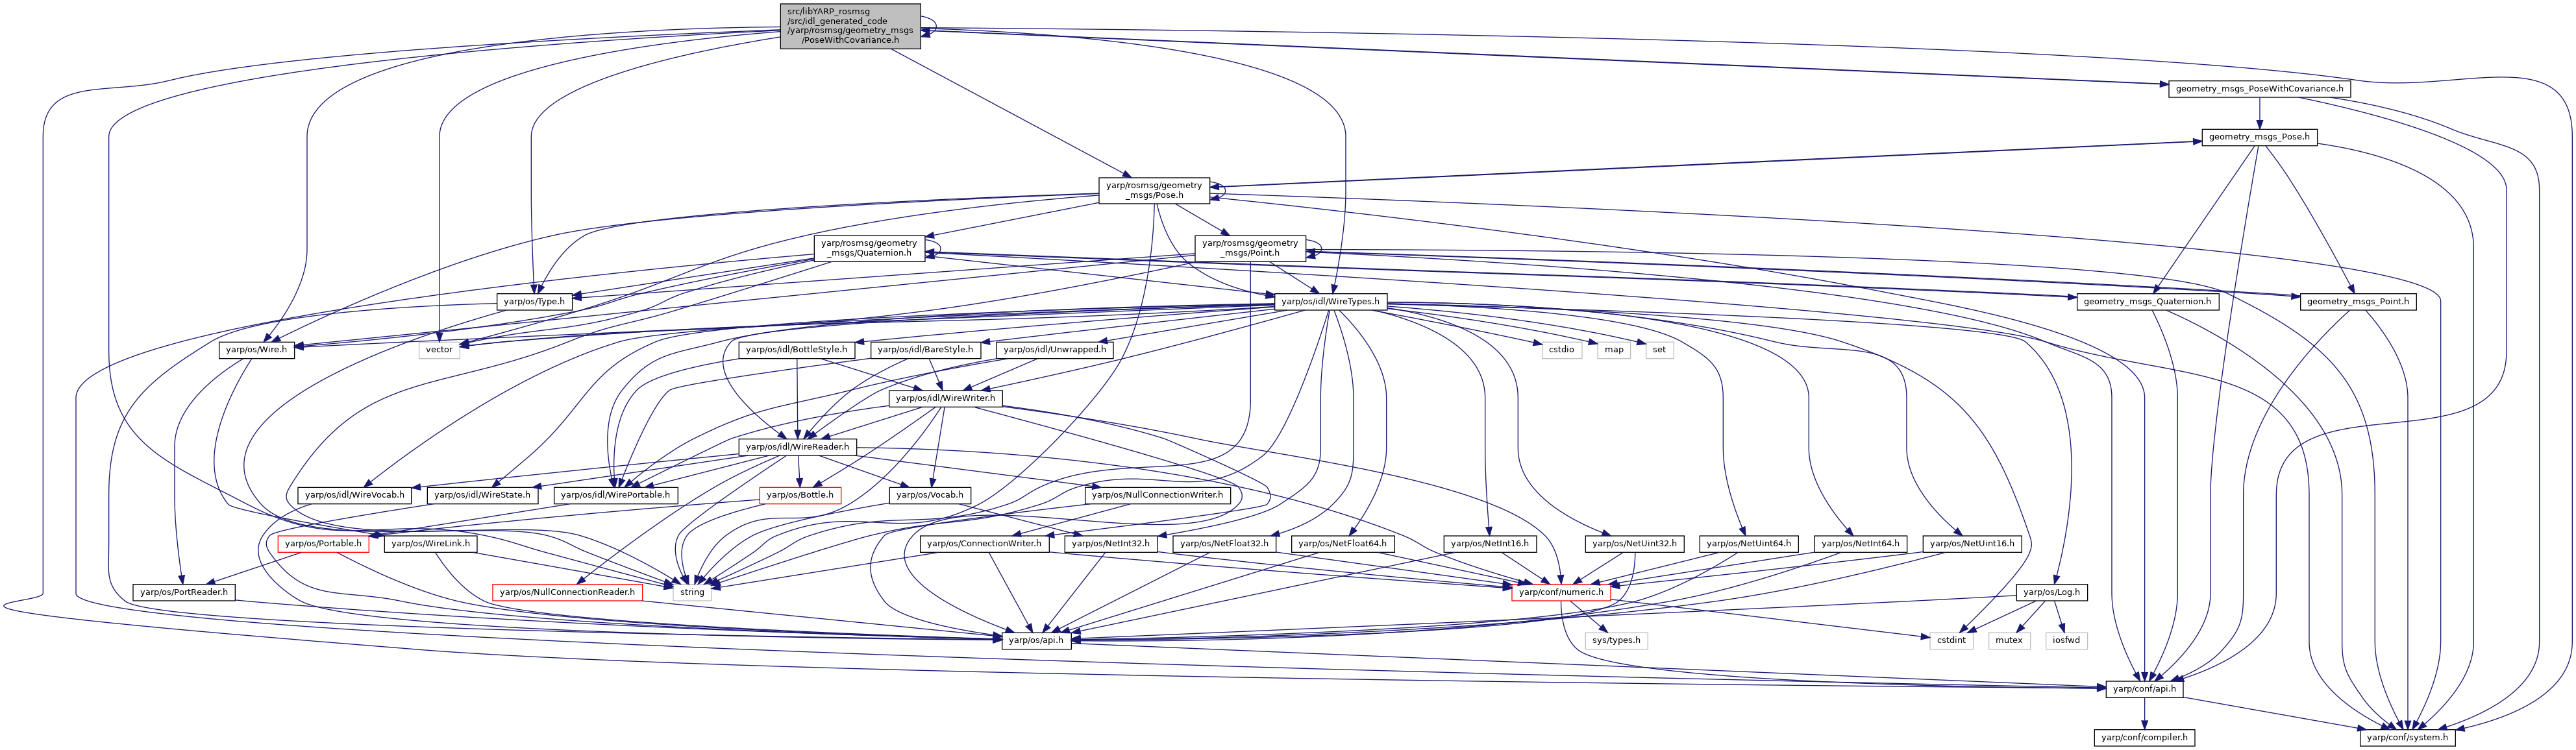 src/libYARP_rosmsg
/src/idl_generated_code
/yarp/rosmsg/geometry_msgs
/PoseWithCovariance.h
geometry_msgs_PoseWithCovariance.h
geometry_msgs_Pose.h
yarp/rosmsg/geometry
_msgs/Pose.h
yarp/rosmsg/geometry
_msgs/Quaternion.h
yarp/rosmsg/geometry
_msgs/Point.h
yarp/os/Type.h
yarp/os/idl/WireTypes.h
geometry_msgs_Quaternion.h
geometry_msgs_Point.h
yarp/os/Wire.h
vector
yarp/os/idl/BottleStyle.h
yarp/os/idl/BareStyle.h
yarp/os/idl/Unwrapped.h
cstdio
map
set
yarp/os/idl/WireWriter.h
yarp/os/idl/WireReader.h
yarp/os/idl/WireVocab.h
yarp/os/idl/WireState.h
yarp/os/idl/WirePortable.h
yarp/os/Bottle.h
yarp/os/Vocab.h
yarp/os/NullConnectionWriter.h
yarp/os/Portable.h
yarp/os/WireLink.h
yarp/os/ConnectionWriter.h
yarp/os/NetInt32.h
yarp/os/NetFloat32.h
yarp/os/NetFloat64.h
yarp/os/NetInt16.h
yarp/os/NetUint32.h
yarp/os/NetUint64.h
yarp/os/NetInt64.h
yarp/os/NetUint16.h
yarp/os/PortReader.h
yarp/os/NullConnectionReader.h
string
yarp/conf/numeric.h
yarp/os/Log.h
yarp/os/api.h
sys/types.h
cstdint
mutex
iosfwd
yarp/conf/api.h
yarp/conf/compiler.h
yarp/conf/system.h